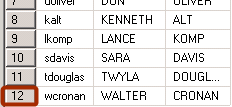 7 doliver DON OLIVER
8 kalt KENNETH ALT
9 lkomp LANCE KOMP
10 sdavis SARA DAVIS
11 tdouglas TWYLA DOUGL...
12 wcronan WALTER CRONAN